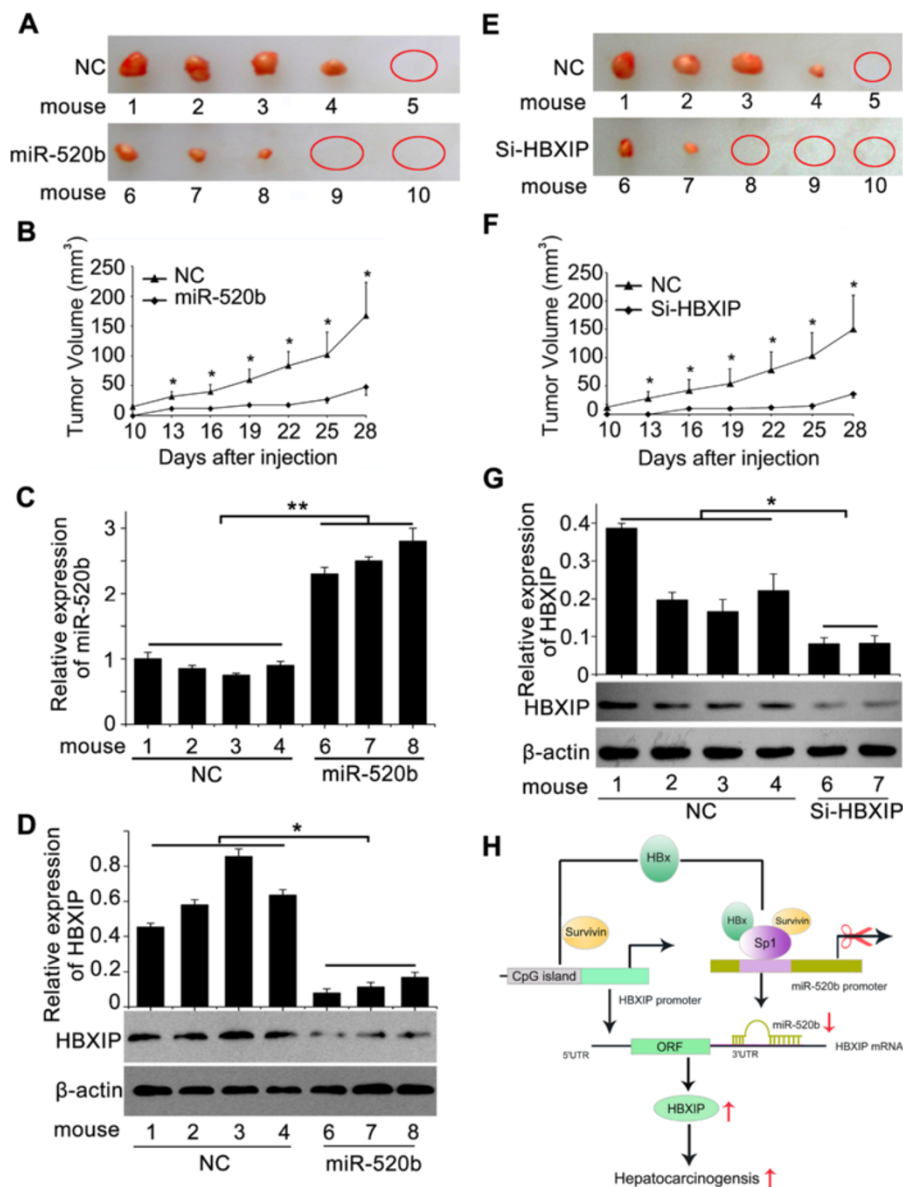 A
NC
mouse 1 2 3 4 5
miR-520b
mouse 6 7 8 9 10
B
Tumor Volume (mm³)
250
200
150
100
50
0
NC
miR-520b
* * * * * *
10 13 16 19 22 25 28
Days after injection
C
Relative expression
of miR-520b
3
2
1
0
**
mouse 1 2 3 4 6 7 8
NC miR-520b
D
Relative expression
of HBXIP
0.8
0.6
0.4
0.2
0
*
HBXIP
β-actin
mouse 1 2 3 4 6 7 8
NC miR-520b
E
NC
mouse 1 2 3 4 5
Si-HBXIP
mouse 6 7 8 9 10
F
Tumor Volume (mm³)
250
200
150
100
50
0
NC
Si-HBXIP
* * * * * *
10 13 16 19 22 25 28
Days after injection
G
Relative expression
of HBXIP
0.4
0.3
0.2
0.1
0
*
HBXIP
β-actin
mouse 1 2 3 4 6 7
NC Si-HBXIP
H
HBx
Survivin
HBx
Survivin
Sp1
CpG island
HBXIP promoter
miR-520b promoter
miR-520b
5'UTR
ORF
3'UTR
HBXIP mRNA
HBXIP
Hepatocarcinogensis